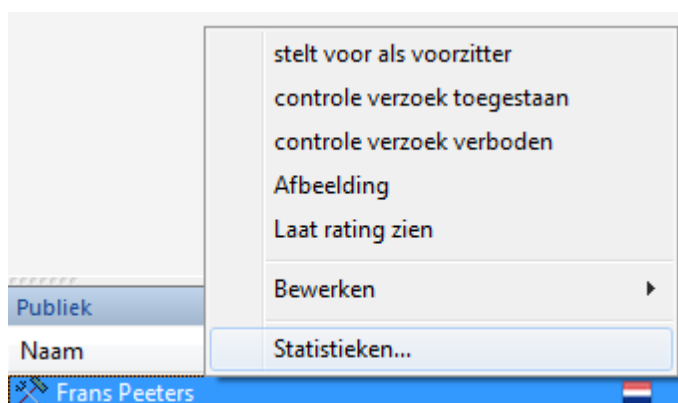 stelt voor als voorzitter
controle verzoek toegestaan
controle verzoek verboden
Afbeelding
Laat rating zien
Bewerken
Statistieken...
Publiek
Naam
Frans Peeters